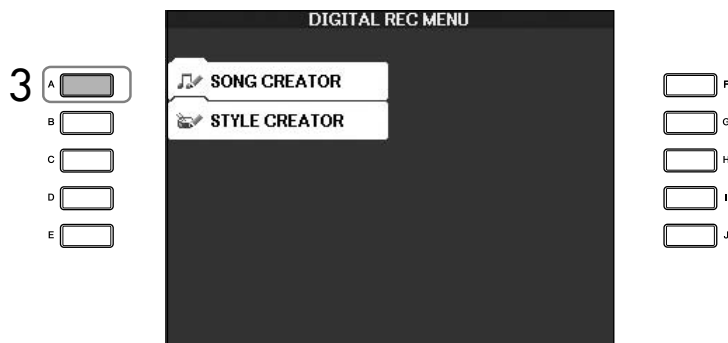 DIGITAL REC MENU
3
A
SONG CREATOR
F
B
STYLE CREATOR
G
C
H
D
I
E
J